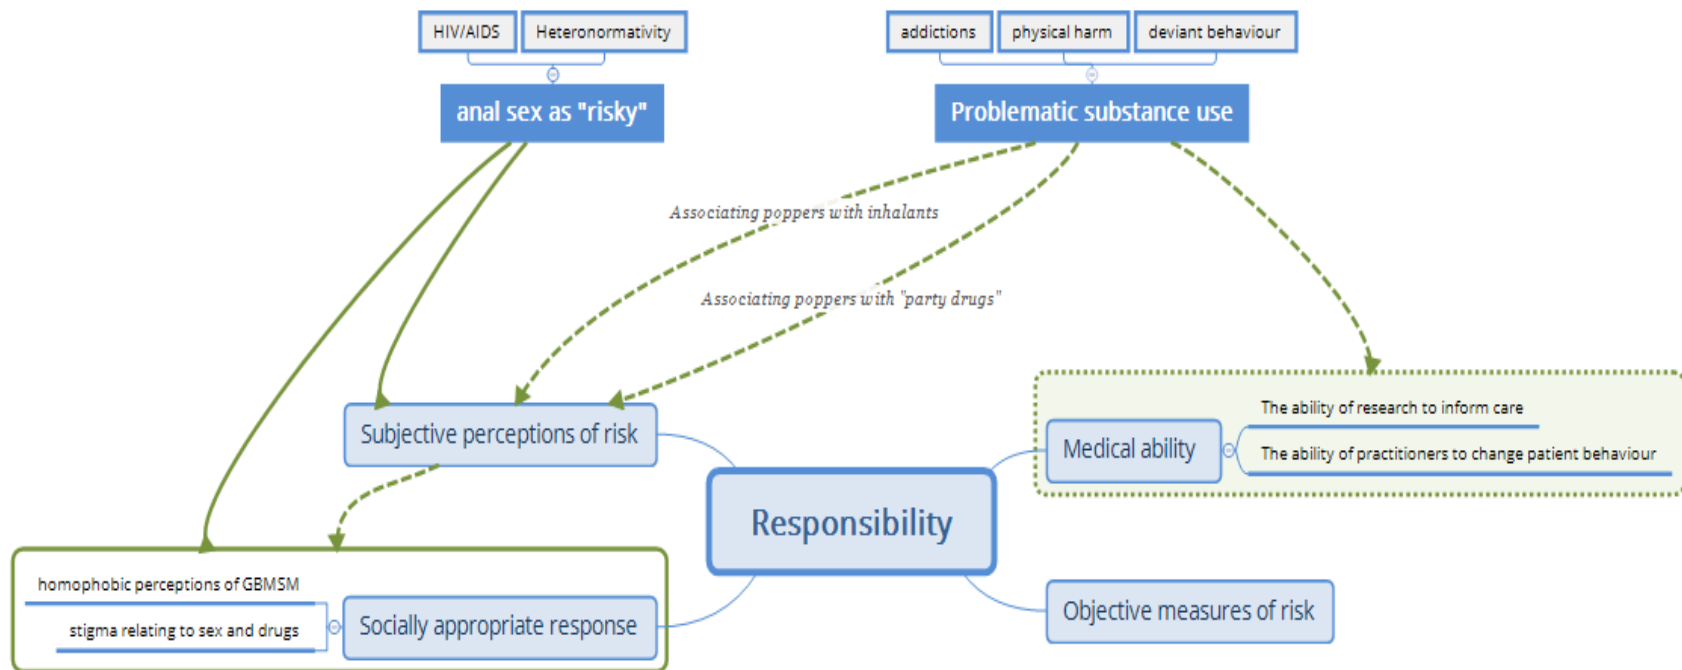 HIV/AIDS
Heteronormativity
addictions
physical harm
deviant behaviour
anal sex as "risky"
Problematic substance use
Associating poppers with inhalants
Associating poppers with "party drugs"
The ability of research to inform care
Subjective perceptions of risk
Medical ability
The ability of practitioners to change patient behaviour
Responsibility
homophobic perceptions of GBMSM
Socially appropriate response
stigma relating to sex and drugs
Objective measures of risk